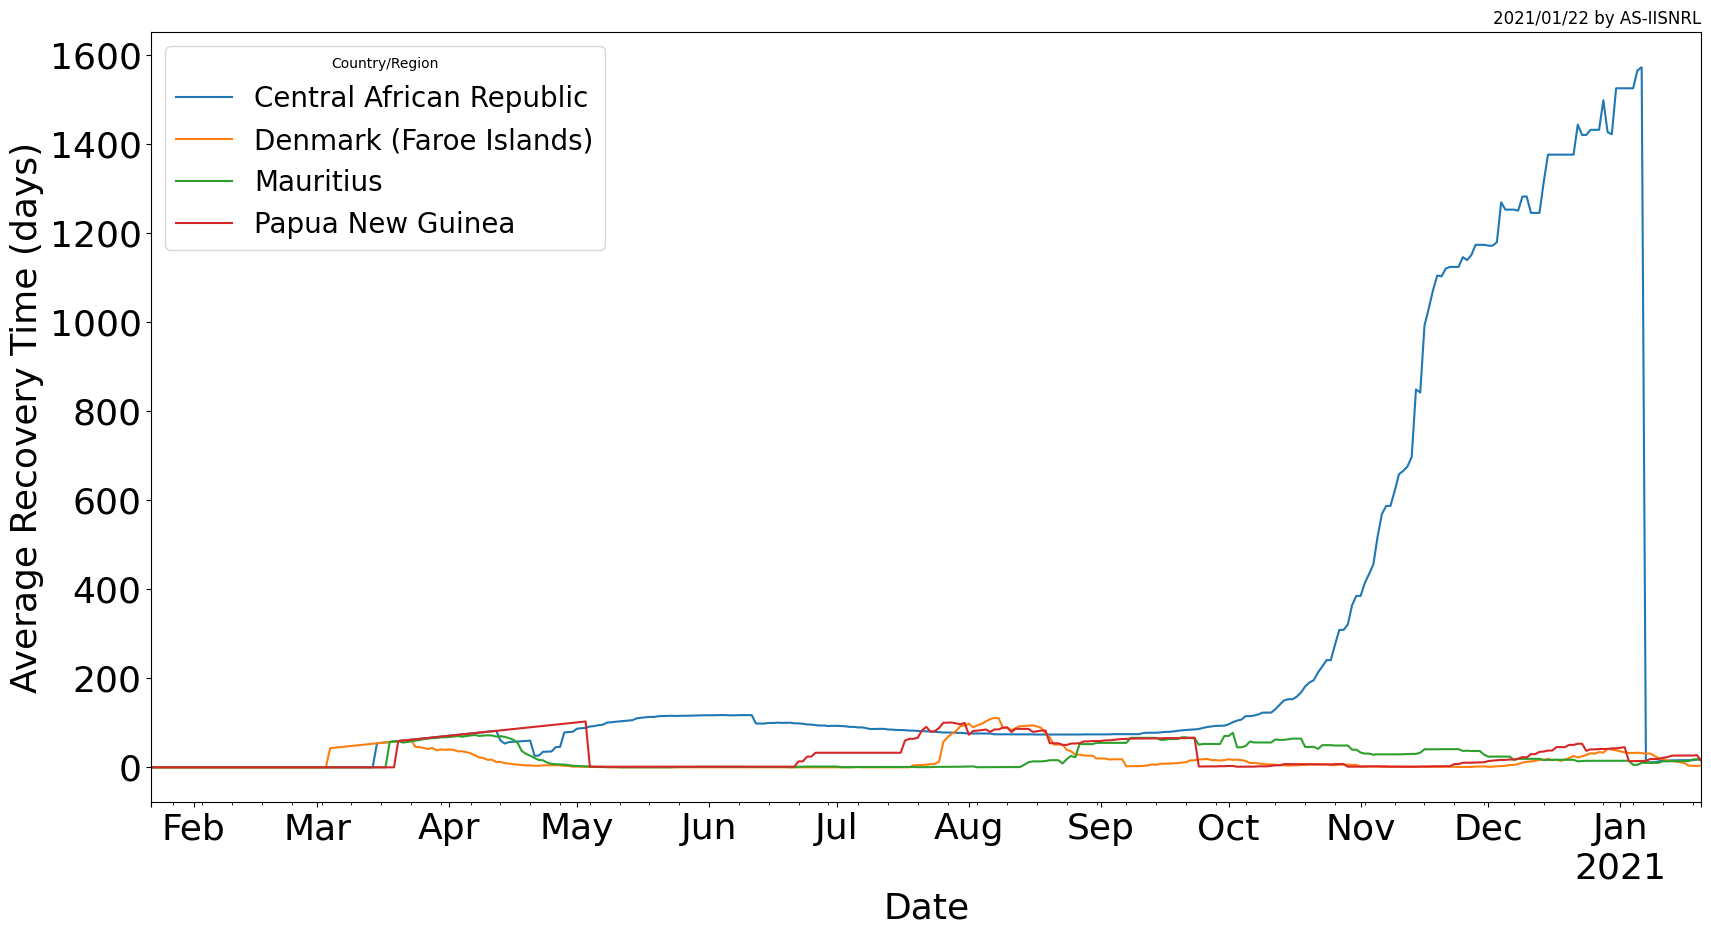 2021/01/22 by AS-IISNRL
1600
1400
1200
1000
800
600
400
200
0
Average Recovery Time (days)
Country/Region
Central African Republic
Denmark (Faroe Islands)
Mauritius
Papua New Guinea
Feb Mar Apr May Jun Jul Aug Sep Oct Nov Dec Jan
2021
Date